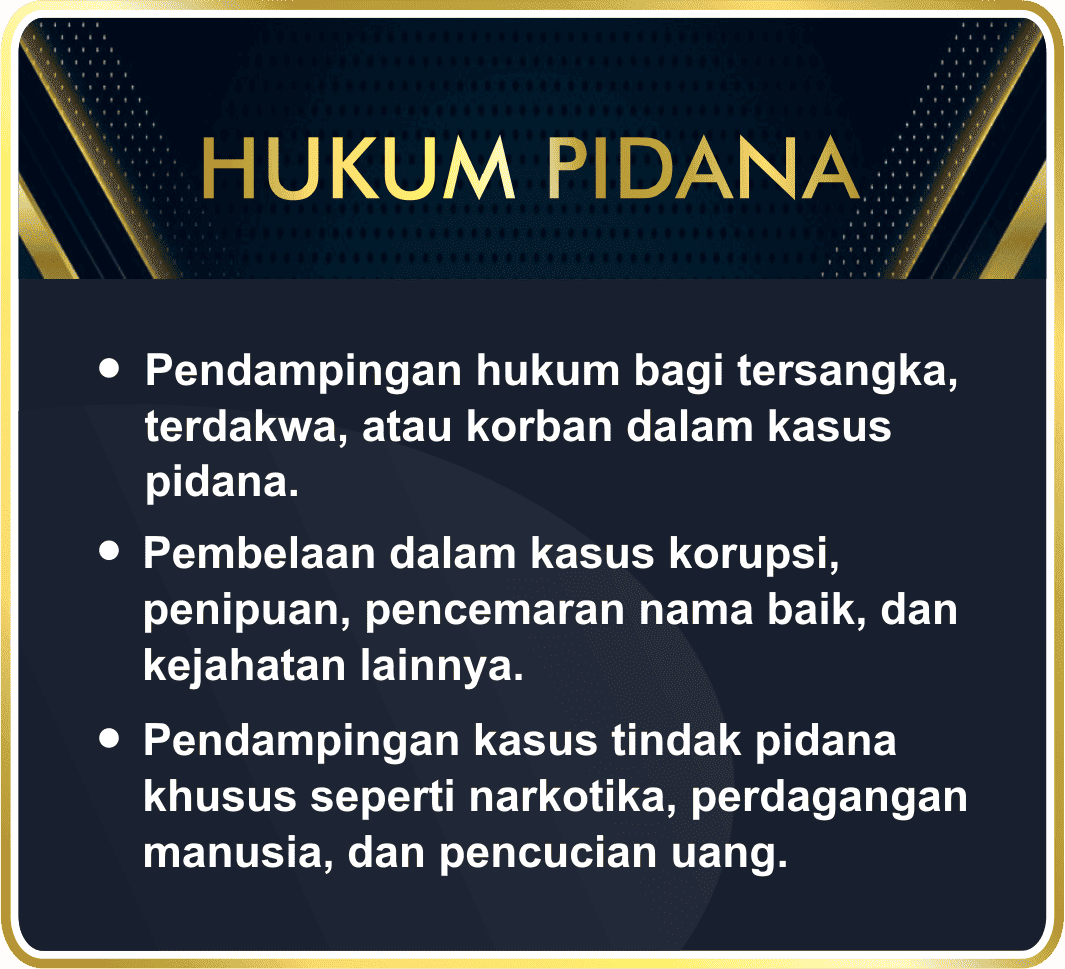 HUKUM PIDANA
• Pendampingan hukum bagi tersangka,
terdakwa, atau korban dalam kasus
pidana.
• Pembelaan dalam kasus korupsi,
penipuan, pencemaran nama baik, dan
kejahatan lainnya.
• Pendampingan kasus tindak pidana
khusus seperti narkotika, perdagangan
manusia, dan pencucian uang.